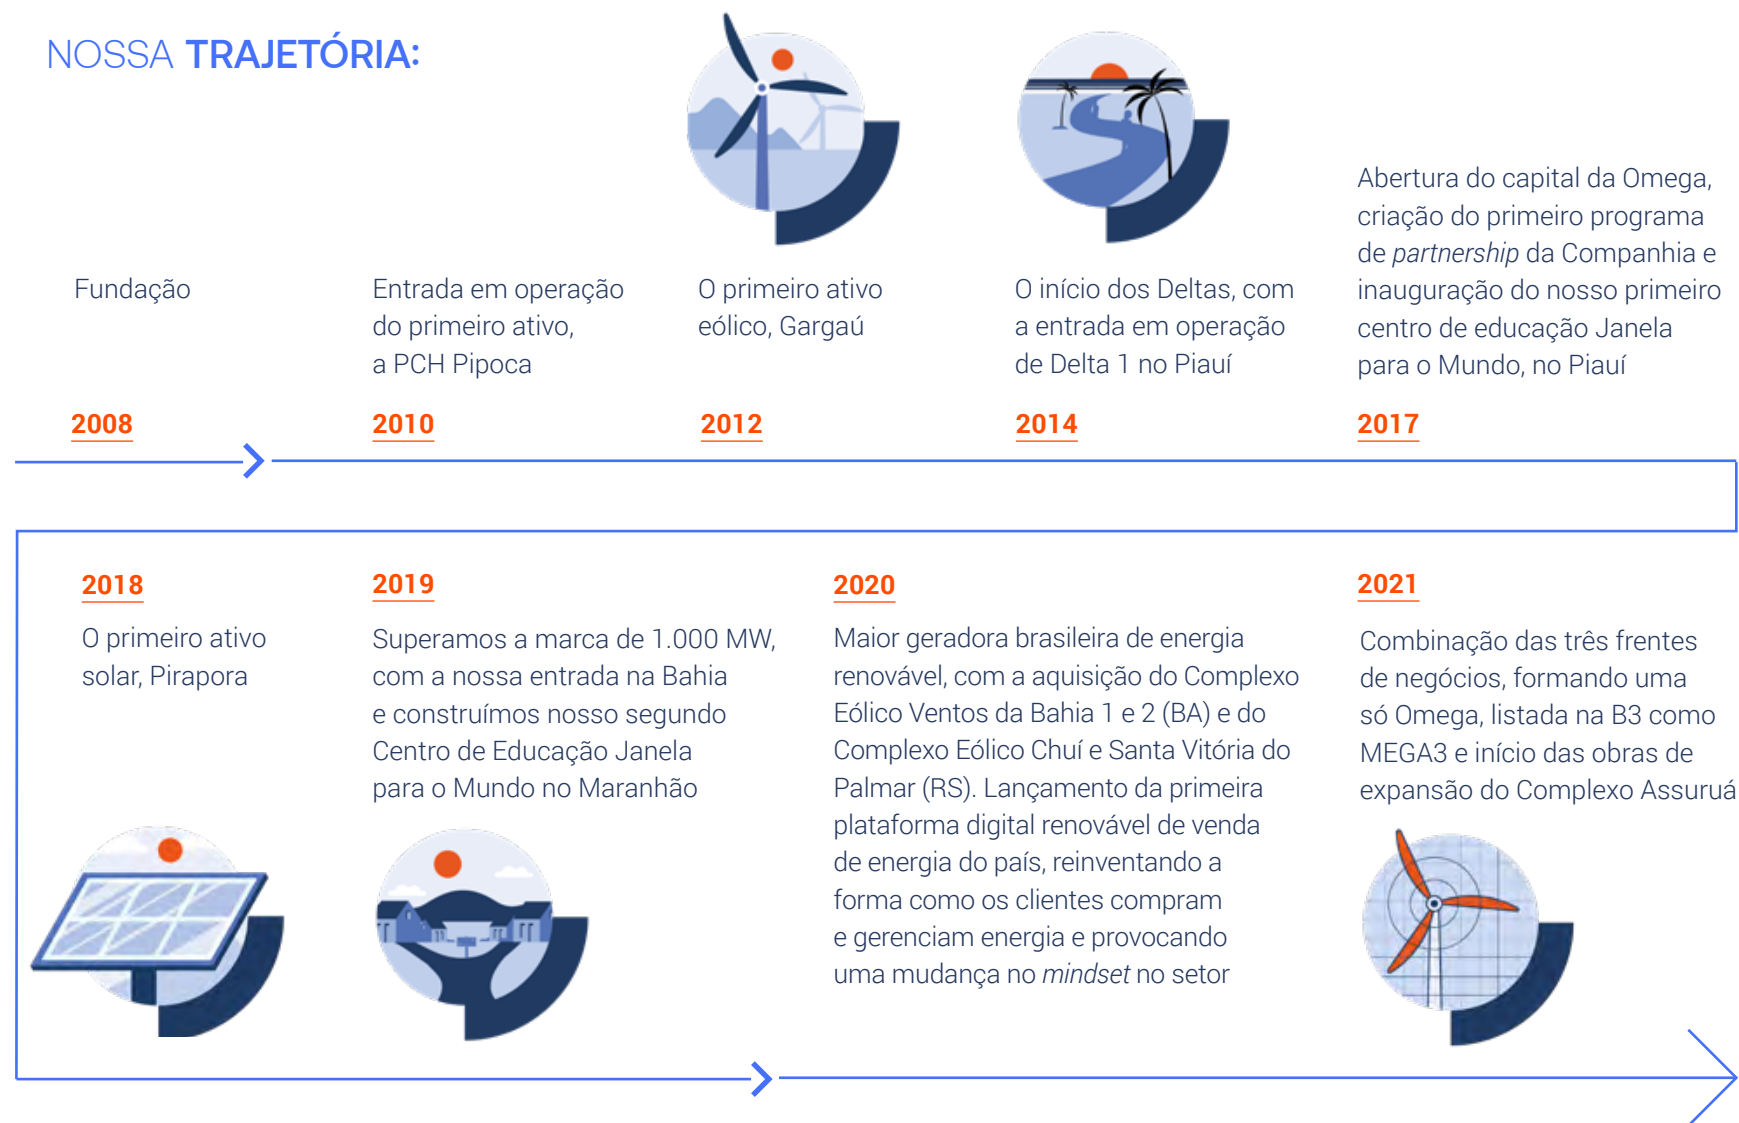 NOSSA TRAJETÓRIA:
Fundação
2008
Entrada em operação
do primeiro ativo,
a PCH Pipoca
2010
O primeiro ativo
eólico, Gargaú
2012
O início dos Deltas, com
a entrada em operação
de Delta 1 no Piauí
2014
Abertura do capital da Omega,
criação do primeiro programa
de partnership da Companhia e
inauguração do nosso primeiro
centro de educação Janela
para o Mundo, no Piauí
2017
2018
O primeiro ativo
solar, Pirapora
2019
Superamos a marca de 1.000 MW,
com a nossa entrada na Bahia
e construímos nosso segundo
Centro de Educação Janela
para o Mundo no Maranhão
2020
Maior geradora brasileira de energia
renovável, com a aquisição do Complexo
Eólico Ventos da Bahia 1 e 2 (BA) e do
Complexo Eólico Chuí e Santa Vitória do
Palmar (RS). Lançamento da primeira
plataforma digital renovável de venda
de energia do país, reinventando a
forma como os clientes compram
e gerenciam energia e provocando
uma mudança no mindset no setor
2021
Combinação das três frentes
de negócios, formando uma
só Omega, listada na B3 como
MEGA3 e início das obras de
expansão do Complexo Assuruá